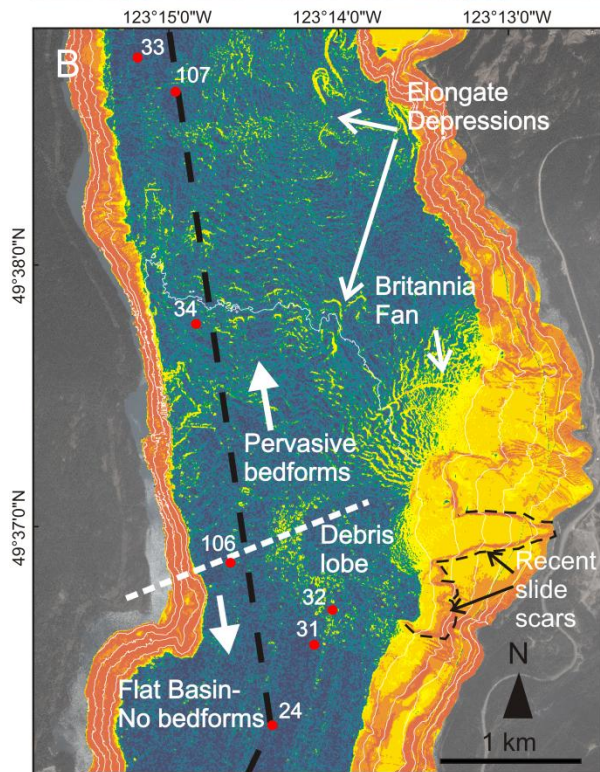 123°15'0"W 123°14'0"W 123°13'0"W
B
33
107
Elongate
Depressions
49°38'0"N
Britannia
Fan
34
Pervasive
bedforms
49°37'0"N
Debris
lobe
106
Recent
slide
scars
32
31
N
Flat Basin-
No bedforms
24
1 km